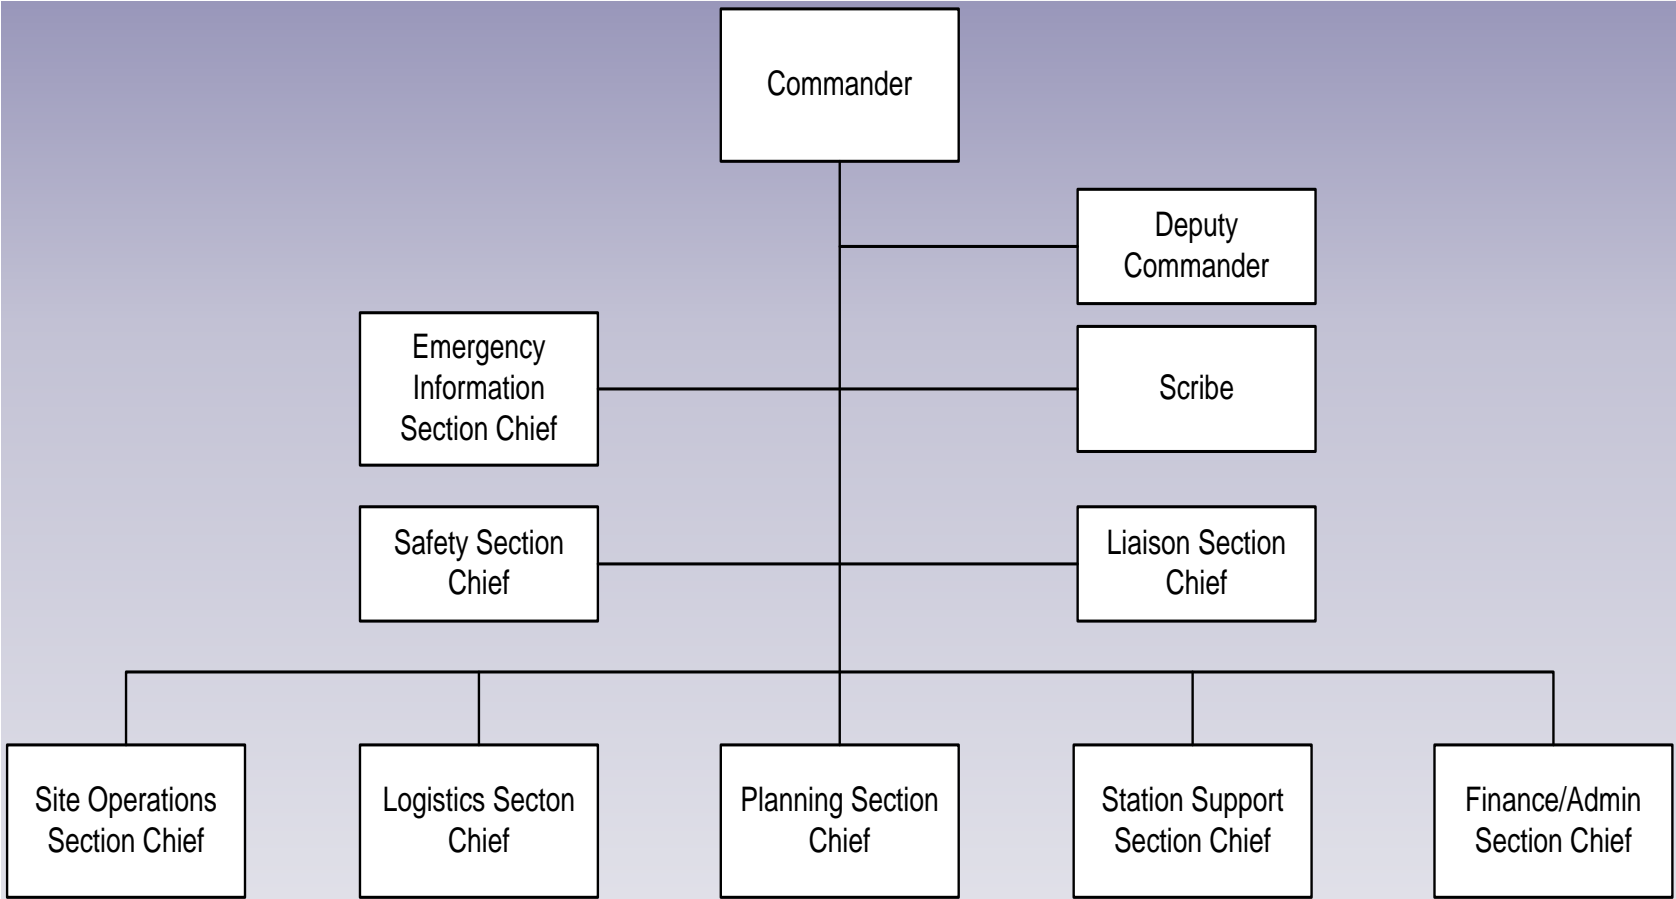 Commander
Deputy
Commander
Emergency
Information
Section Chief
Scribe
Safety Section
Chief
Liaison Section
Chief
Site Operations
Section Chief
Logistics Secton
Chief
Planning Section
Chief
Station Support
Section Chief
Finance/Admin
Section Chief